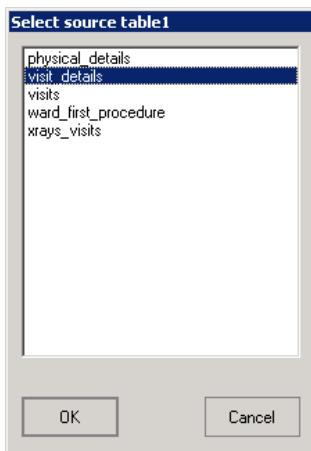 Select source table1
physical_details
visit_details
visits
ward_first_procedure
xrays_visits
OK
Cancel